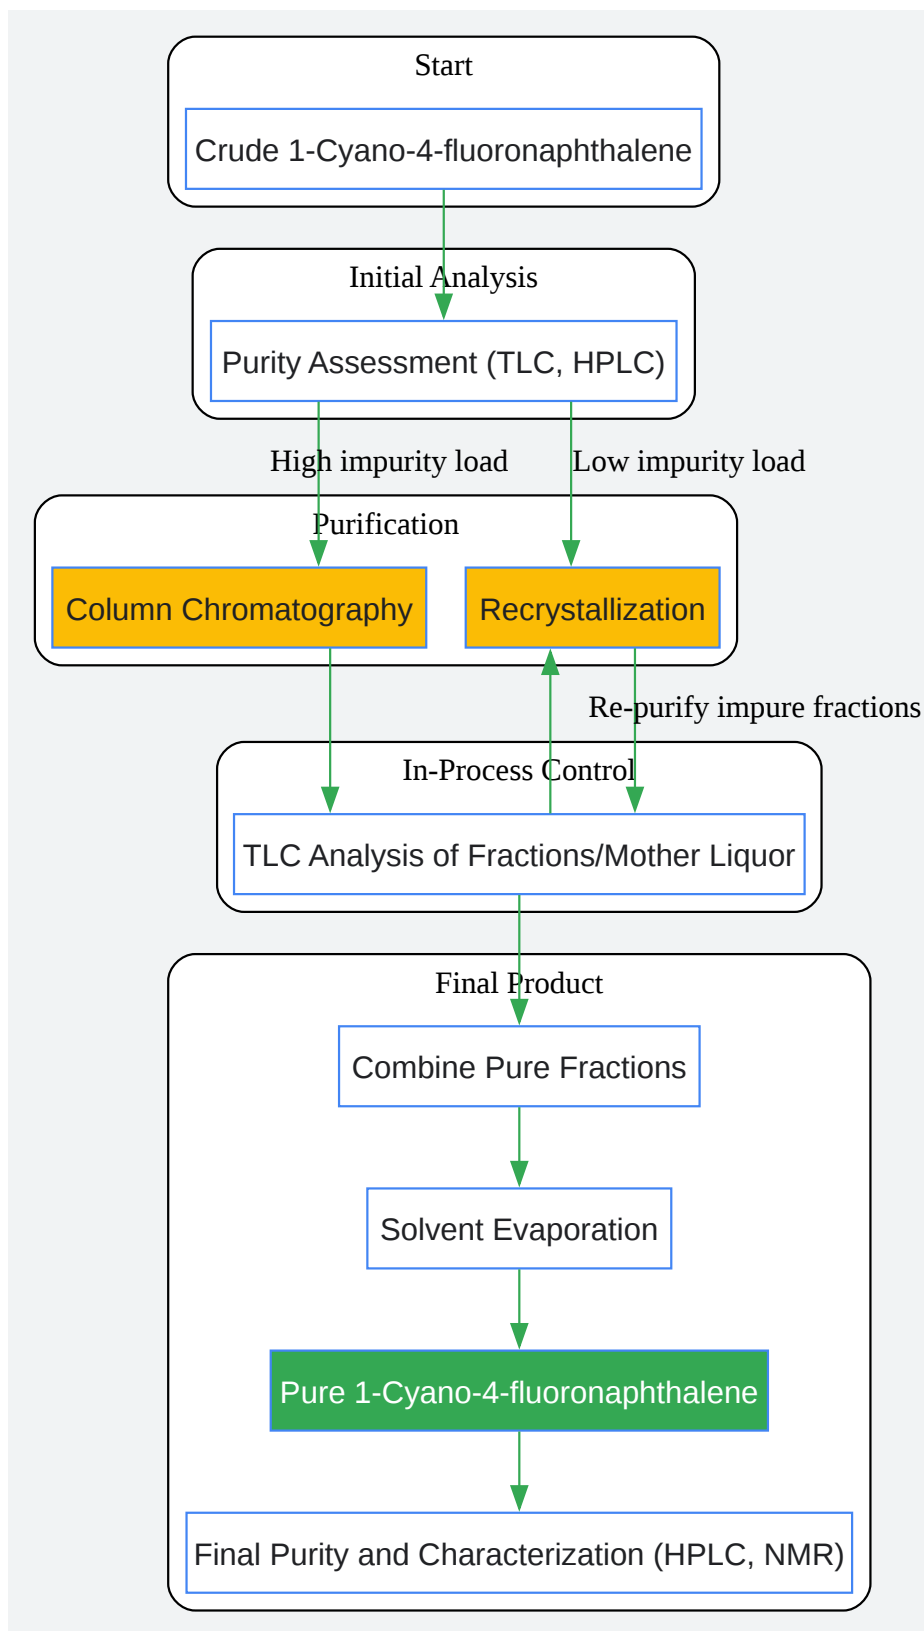 Start
Crude 1-Cyano-4-fluoronaphthalene
Initial Analysis
Purity Assessment (TLC, HPLC)
High impurity load
Low impurity load
Purification
Column Chromatography
Recrystallization
Re-purify impure fractions
In-Process Control
TLC Analysis of Fractions/Mother Liquor
Final Product
Combine Pure Fractions
Solvent Evaporation
Pure 1-Cyano-4-fluoronaphthalene
Final Purity and Characterization (HPLC, NMR)